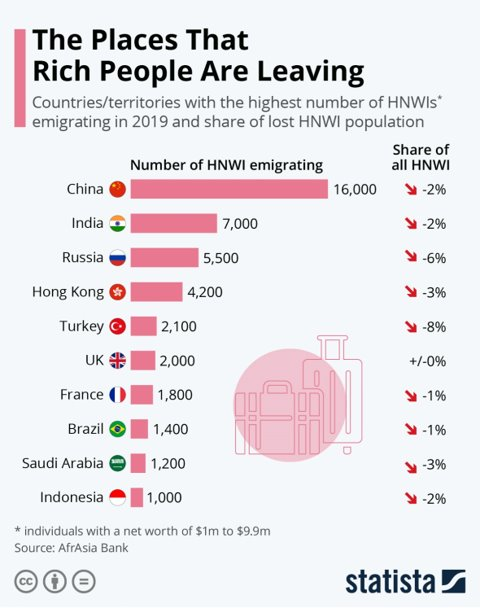 The Places That
Rich People Are Leaving
Countries/territories with the highest number of HNWIs*
emigrating in 2019 and share of lost HNWI population
Number of HNWI emigrating
Share of
all HNWI
China 16,000 -2%
India 7,000 -2%
Russia 5,500 -6%
Hong Kong 4,200 -3%
Turkey 2,100 -8%
UK 2,000 +/-0%
France 1,800 -1%
Brazil 1,400 -1%
Saudi Arabia 1,200 -3%
Indonesia 1,000 -2%
* individuals with a net worth of $1m to $9.9m
Source: AfrAsia Bank
cc
statista